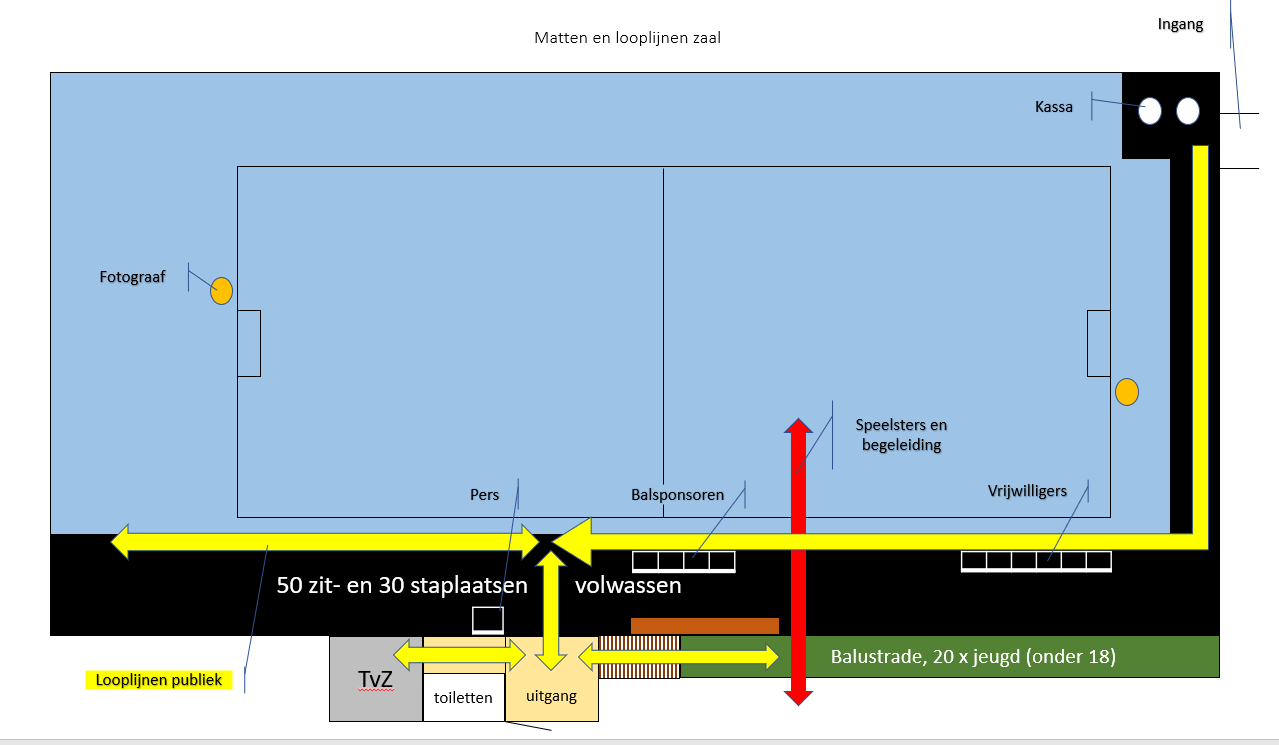 Ingang
Matten en looplijnen zaal
Kassa
Fotograaf
Speelsters en
begeleiding
Pers
Balsponsoren
Vrijwilligers
50 zit- en 30 staplaatsen
volwassen
Balustrade, 20 x jeugd (onder 18)
Looplijnen publiek
TvZ
toiletten
uitgang